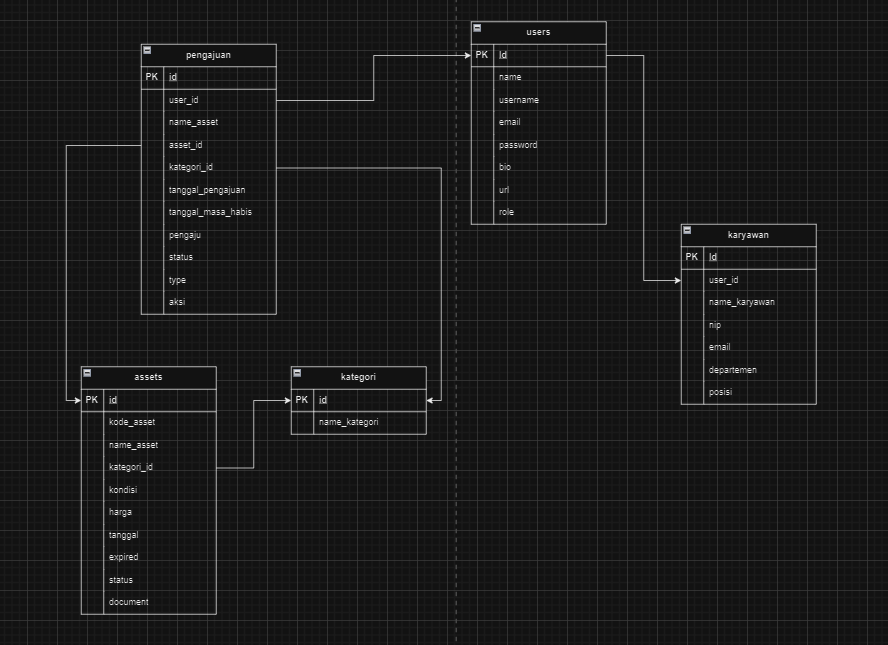 pengajuan
PK id
user_id
name_asset
asset_id
kategori_id
tanggal_pengajuan
tanggal_masa_habis
pengaju
status
type
aksi
users
PK Id
name
username
email
password
bio
url
role
karyawan
PK Id
user_id
name_karyawan
nip
email
departemen
posisi
assets
PK id
kode_asset
name_asset
kategori_id
kondisi
harga
tanggal
expired
status
document
kategori
PK id
name_kategori